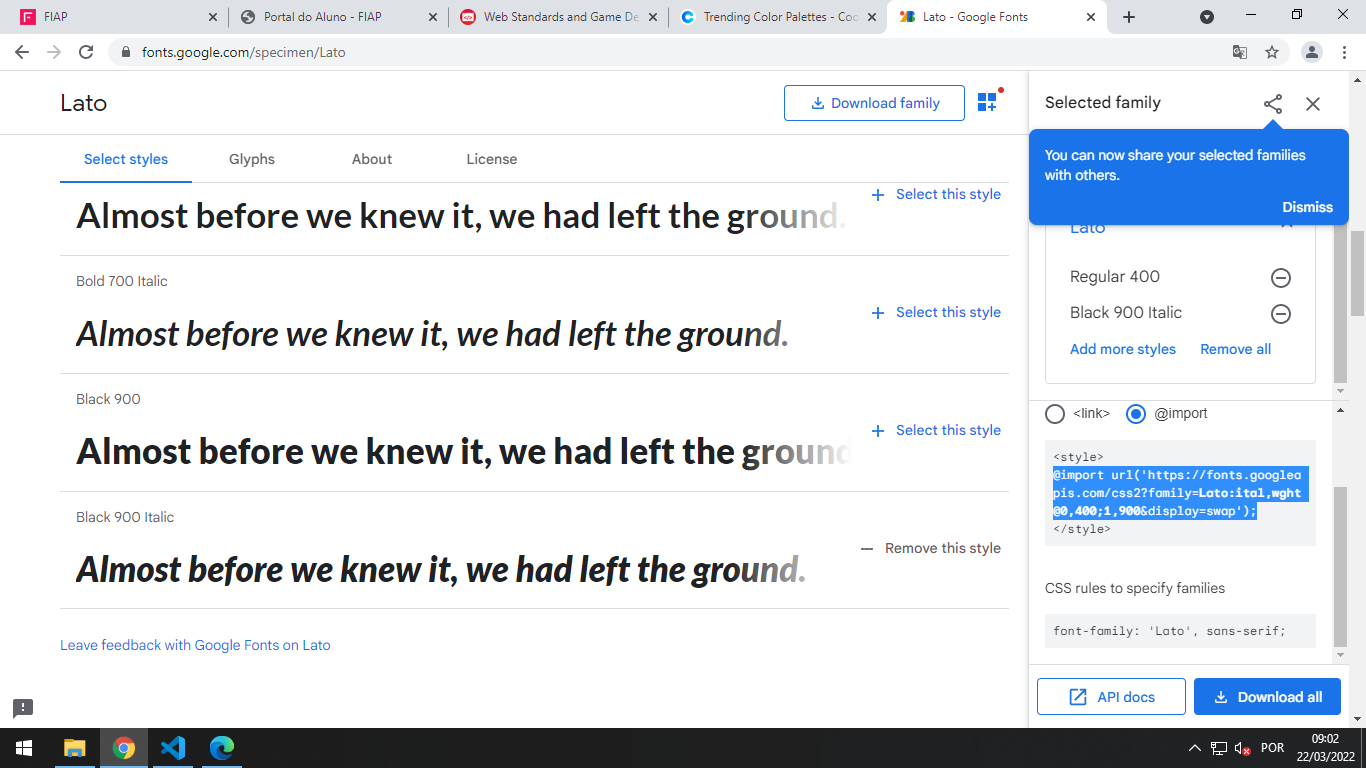 FIAP
Portal do Aluno - FIAP
Web Standards and Game De
Trending Color Palettes - Coo
Lato - Google Fonts
fonts.google.com/specimen/Lato
Lato
Download family
Selected family
You can now share your selected families
with others.
Dismiss
Select styles
Glyphs
About
License
Almost before we knew it, we had left the ground.
Select this style
Bold 700 Italic
Almost before we knew it, we had left the ground.
Select this style
Black 900
Almost before we knew it, we had left the ground
Select this style
Black 900 Italic
Almost before we knew it, we had left the ground.
Remove this style
Leave feedback with Google Fonts on Lato
Lato
Regular 400
Black 900 Italic
Add more styles
Remove all
<link>
@import
<style>
@import url('https://fonts.googlea
pis.com/css2?family=Lato:ital,wght
@0,400;1,900&display=swap');
</style>
CSS rules to specify families
font-family: 'Lato', sans-serif;
API docs
Download all
POR
09:02
22/03/2022